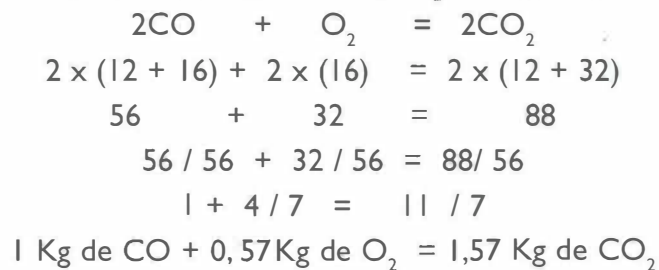 2CO + O₂ = 2CO₂
2 x (12 + 16) + 2 x (16) = 2 x (12 + 32)
56 + 32 = 88
56 / 56 + 32 / 56 = 88/ 56
1 + 4 / 7 = 11 / 7
1 Kg de CO + 0, 57Kg de O₂ = 1,57 Kg de CO₂